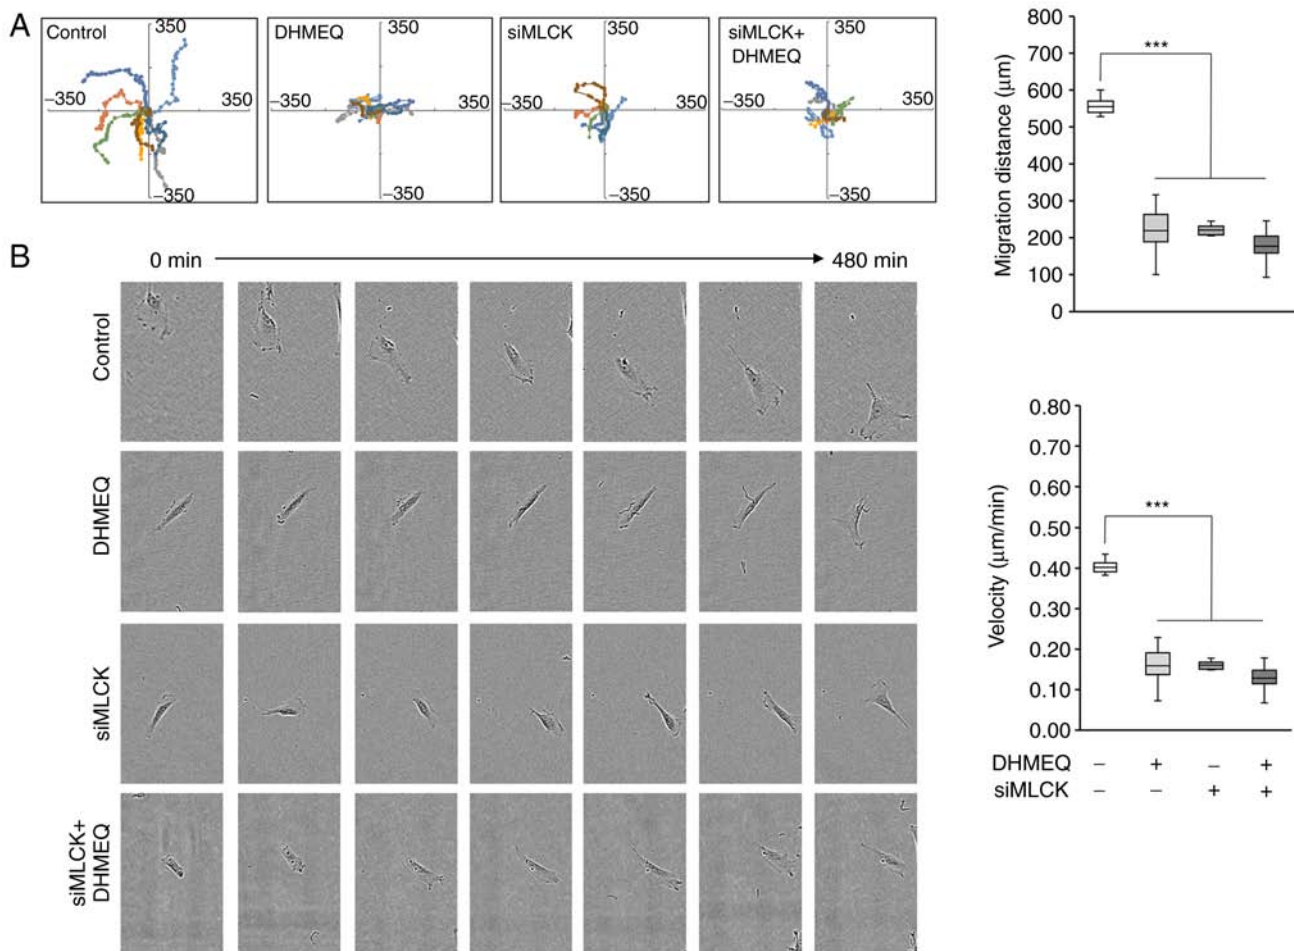 A
Control
350
−350
350
−350
DHMEQ
350
−350
350
−350
siMLCK
350
−350
350
−350
siMLCK+
DHMEQ
350
−350
350
−350
B
0 min
480 min
Control
DHMEQ
siMLCK
siMLCK+
DHMEQ
Migration distance (μm)
800
700
600
500
400
300
200
100
0
***
Velocity (μm/min)
0.80
0.70
0.60
0.50
0.40
0.30
0.20
0.10
0.00
***
DHMEQ − + − +
siMLCK − − + +